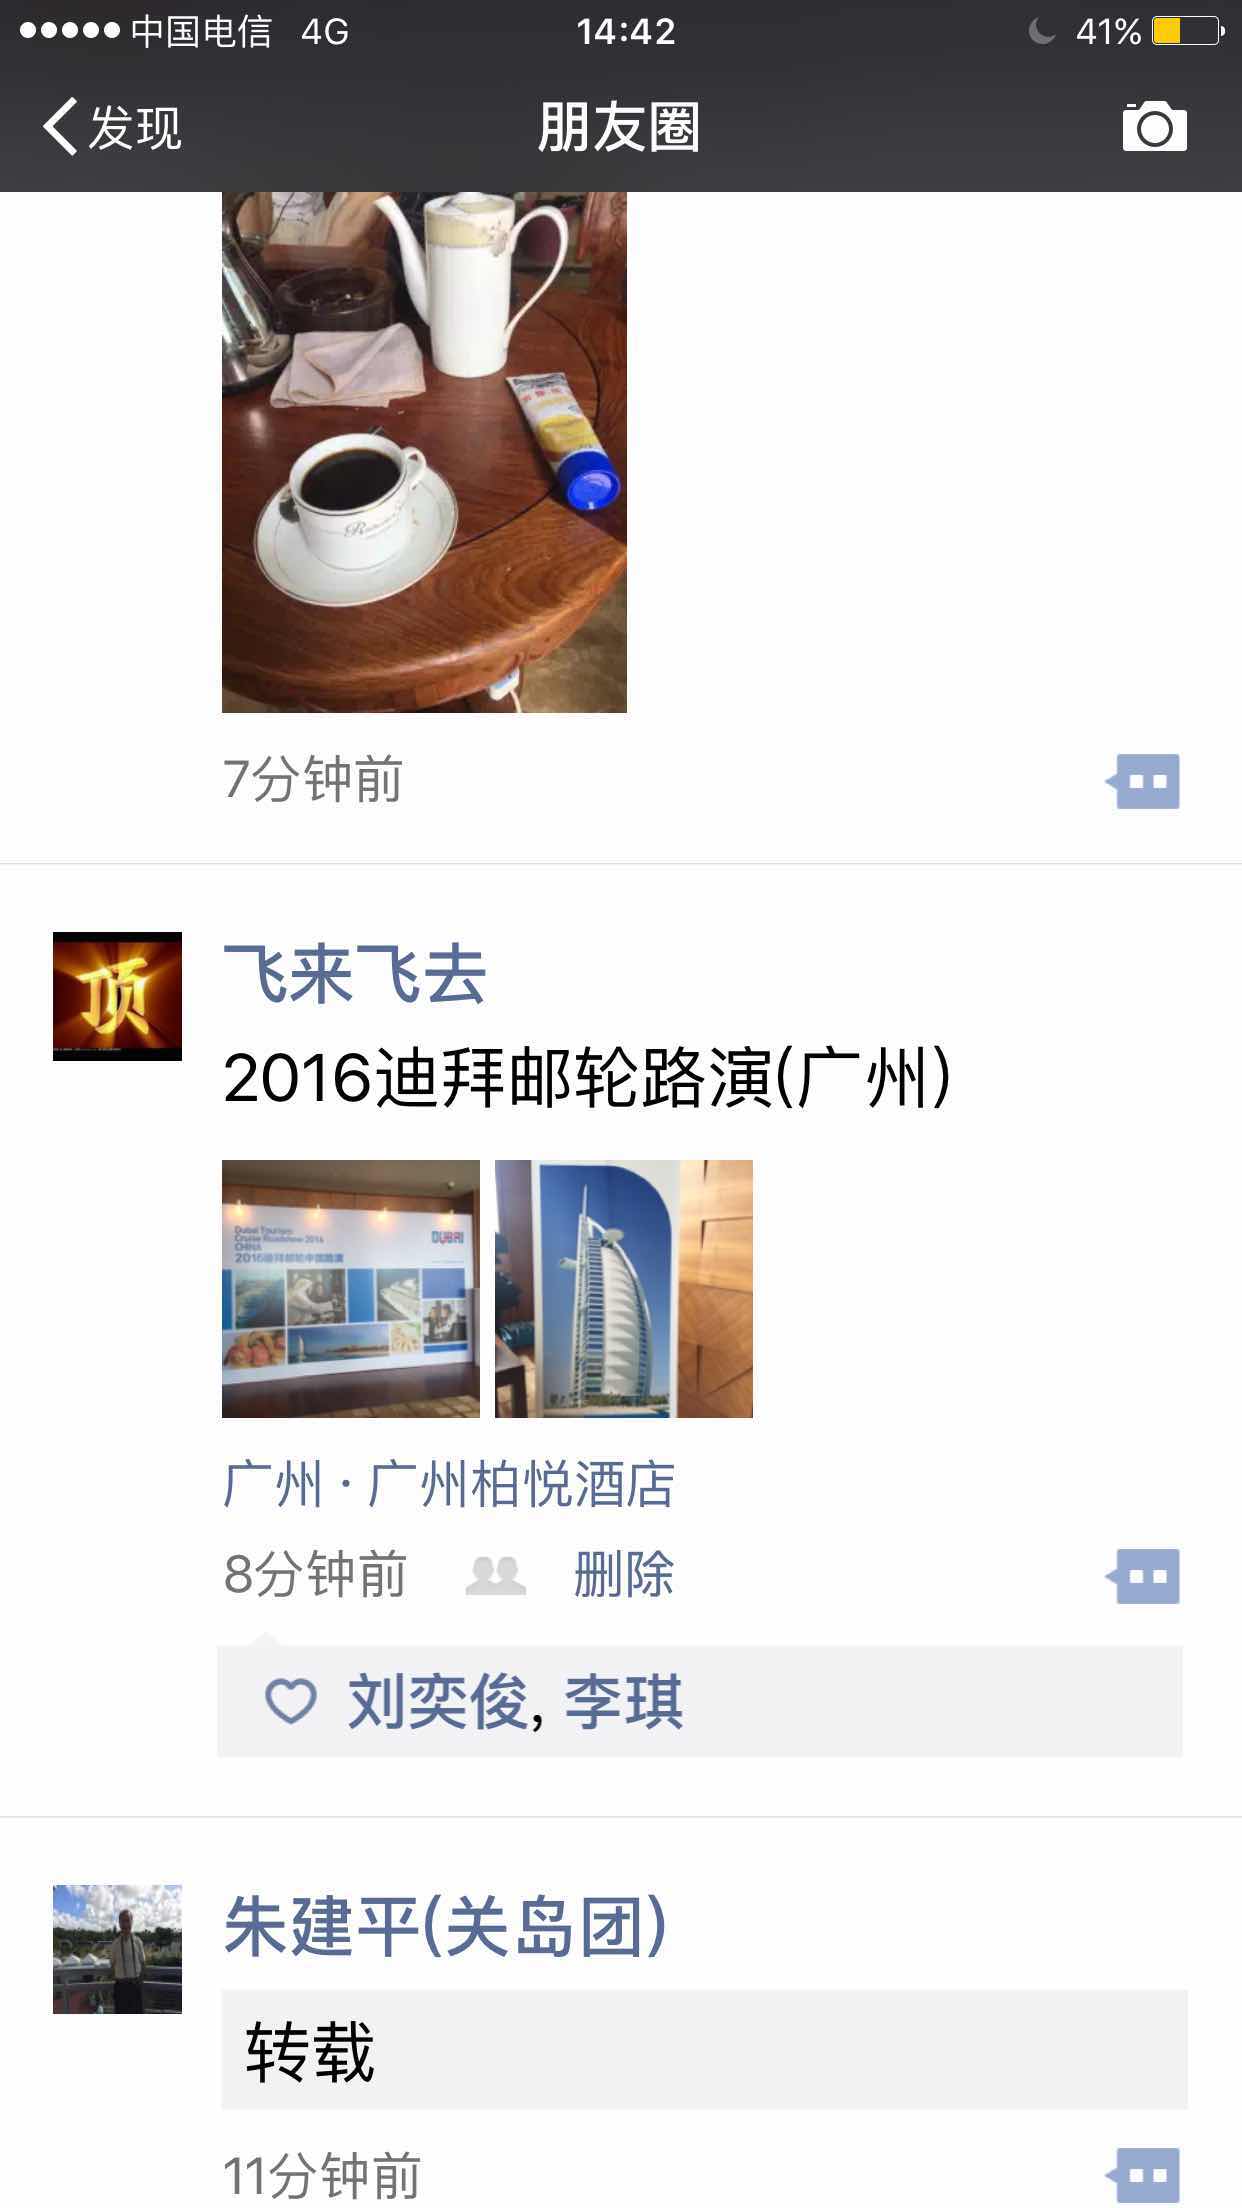 中国电信 4G 14:42 41%
发现 朋友圈
7分钟前
顶
飞来飞去
2016迪拜邮轮路演(广州)
Dubai Tourism
Cruise Roadshow 2016
CHINA
2016迪拜邮轮中国路演
DUBAI
广州 · 广州柏悦酒店
8分钟前 删除
刘奕俊, 李琪
朱建平(关岛团)
转载
11分钟前